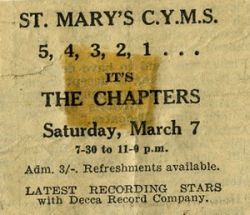 ST. MARY'S C.Y.M.S.
5, 4, 3, 2, 1 . . .
IT'S
THE CHAPTERS
Saturday, March 7
7-30 to 11-0 p.m.
Adm. 3/-. Refreshments available.
LATEST RECORDING STARS
with Decca Record Company.